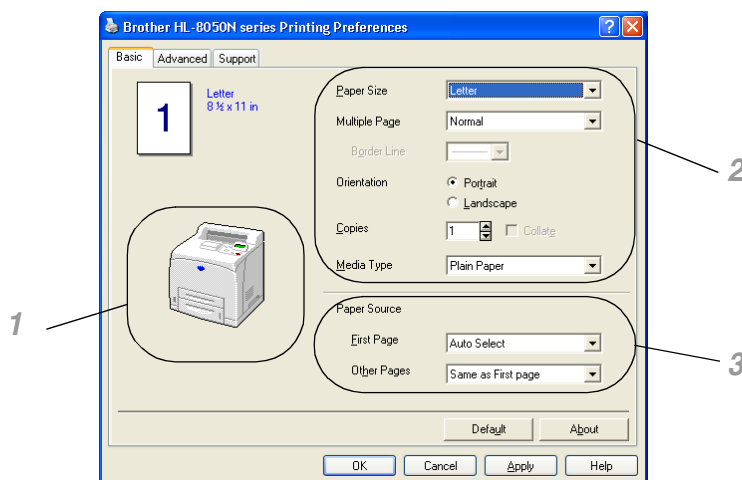 Brother HL-8050N series Printing Preferences
Basic Advanced Support
1
Letter
8 ½ x 11 in
Paper Size Letter
Multiple Page Normal
Border Line
Orientation Portrait
Landscape
Copies 1 Collate
Media Type Plain Paper
2
1
Paper Source
First Page Auto Select
Other Pages Same as First page
3
Default About
OK Cancel Apply Help